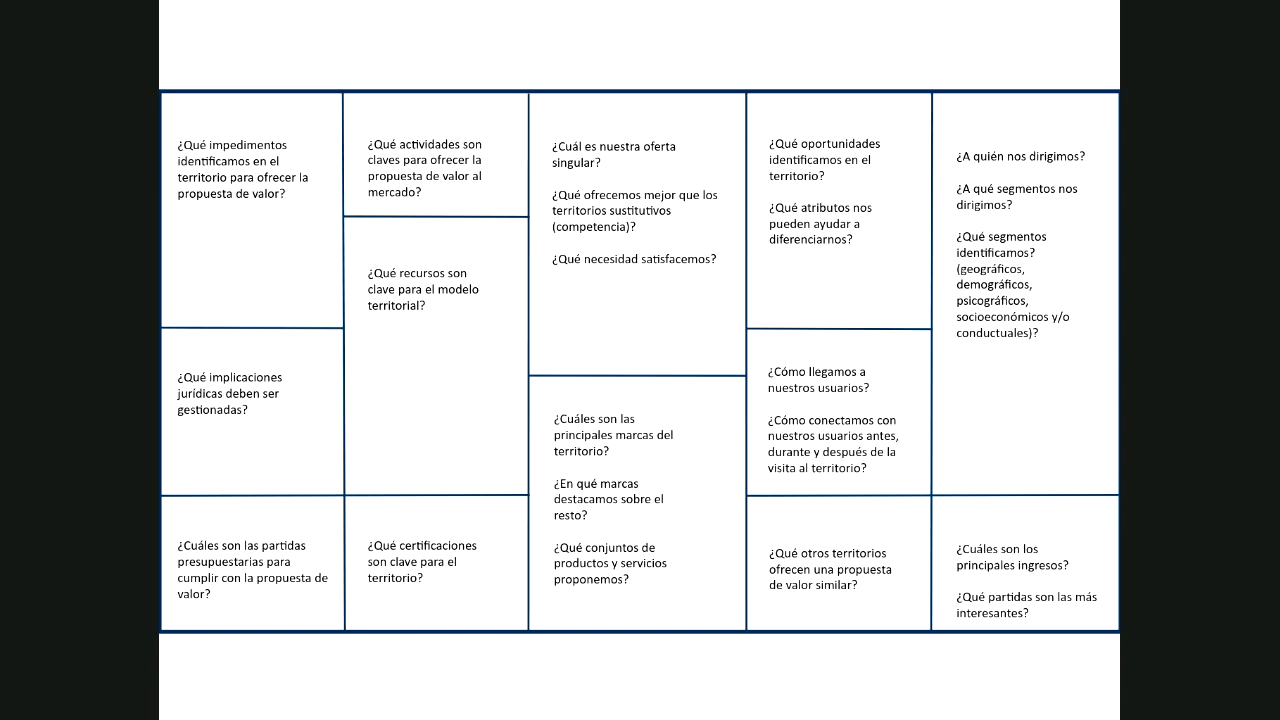 ¿Qué impedimentos
identificamos en el
territorio para ofrecer la
propuesta de valor?
¿Qué implicaciones
jurídicas deben ser
gestionadas?
¿Cuáles son las partidas
presupuestarias para
cumplir con la propuesta de
valor?
¿Qué actividades son
claves para ofrecer la
propuesta de valor al
mercado?
¿Qué recursos son
clave para el modelo
territorial?
¿Qué certificaciones
son clave para el
territorio?
¿Cuál es nuestra oferta
singular?
¿Qué ofrecemos mejor que los
territorios sustitutivos
(competencia)?
¿Qué necesidad satisfacemos?
¿Cuáles son las
principales marcas del
territorio?
¿En qué marcas
destacamos sobre el
resto?
¿Qué conjuntos de
productos y servicios
proponemos?
¿Qué oportunidades
identificamos en el
territorio?
¿Qué atributos nos
pueden ayudar a
diferenciarnos?
¿Cómo llegamos a
nuestros usuarios?
¿Cómo conectamos con
nuestros usuarios antes,
durante y después de la
visita al territorio?
¿Qué otros territorios
ofrecen una propuesta
de valor similar?
¿A quién nos dirigimos?
¿A qué segmentos nos
dirigimos?
¿Qué segmentos
identificamos?
(geográficos,
demográficos,
psicográficos,
socioeconómicos y/o
conductuales)?
¿Cuáles son los
principales ingresos?
¿Qué partidas son las más
interesantes?